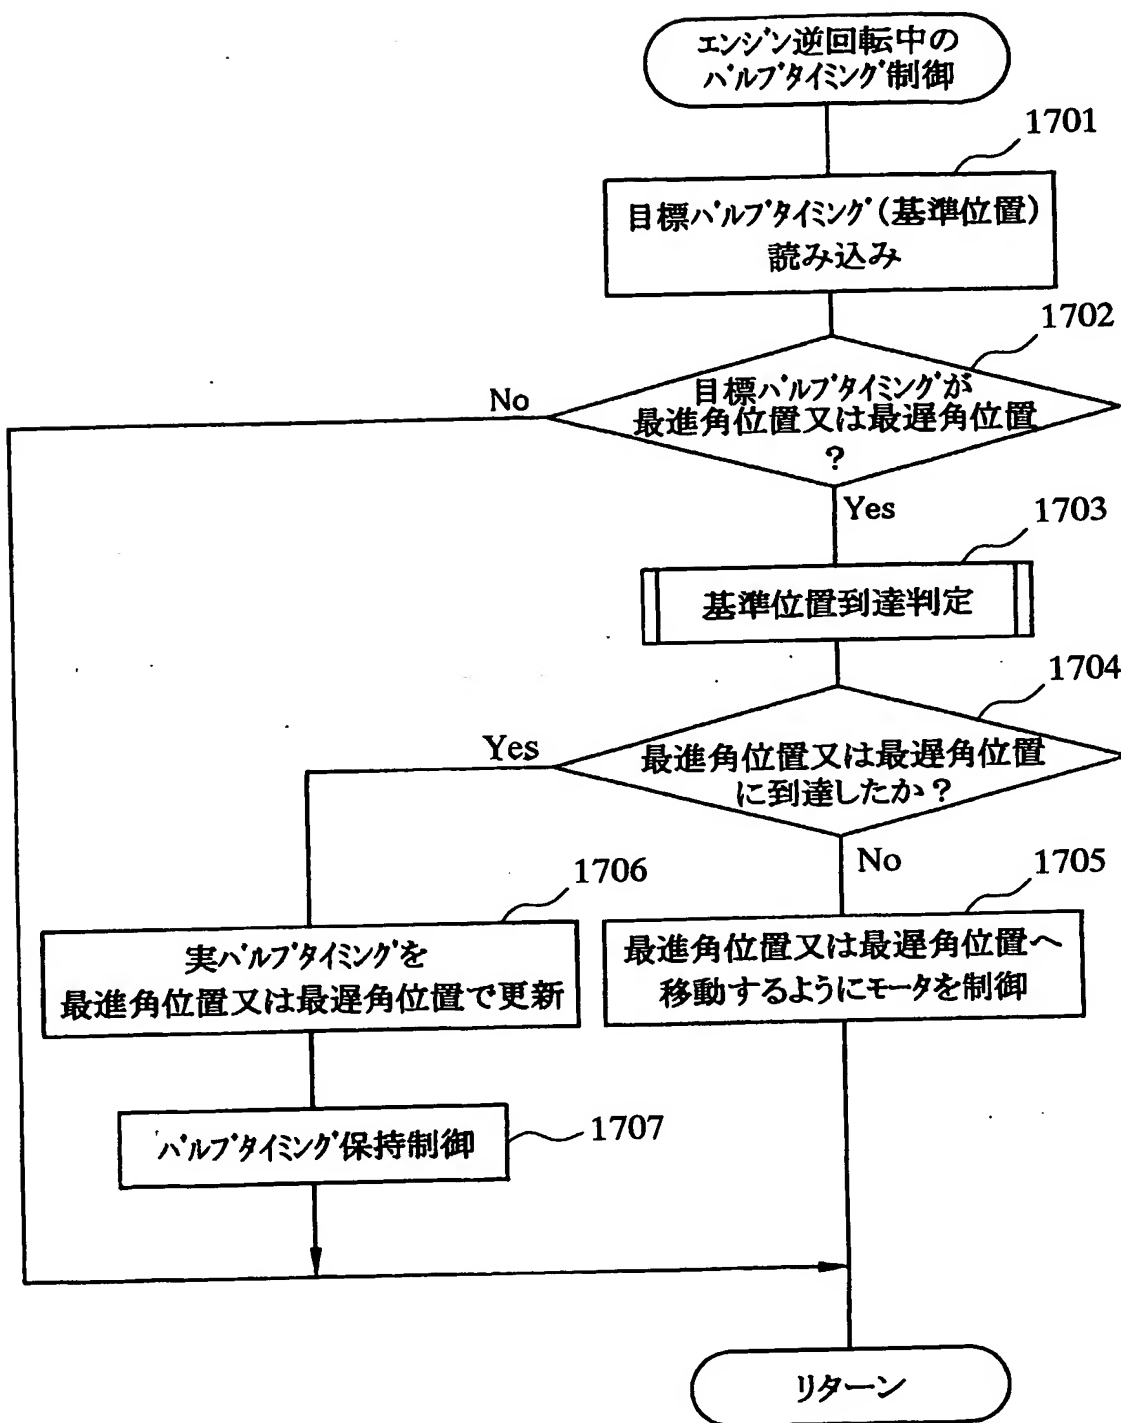 エンジン逆回転中の
バルブタイミング制御
1701
目標バルブタイミング(基準位置)
読み込み
1702
目標バルブタイミングが
最進角位置又は最遅角位置
?
No
Yes
1703
基準位置到達判定
1704
最進角位置又は最遅角位置
に到達したか?
Yes
No
1705
最進角位置又は最遅角位置へ
移動するようにモータを制御
1706
実バルブタイミングを
最進角位置又は最遅角位置で更新
バルブタイミング保持制御
1707
リターン